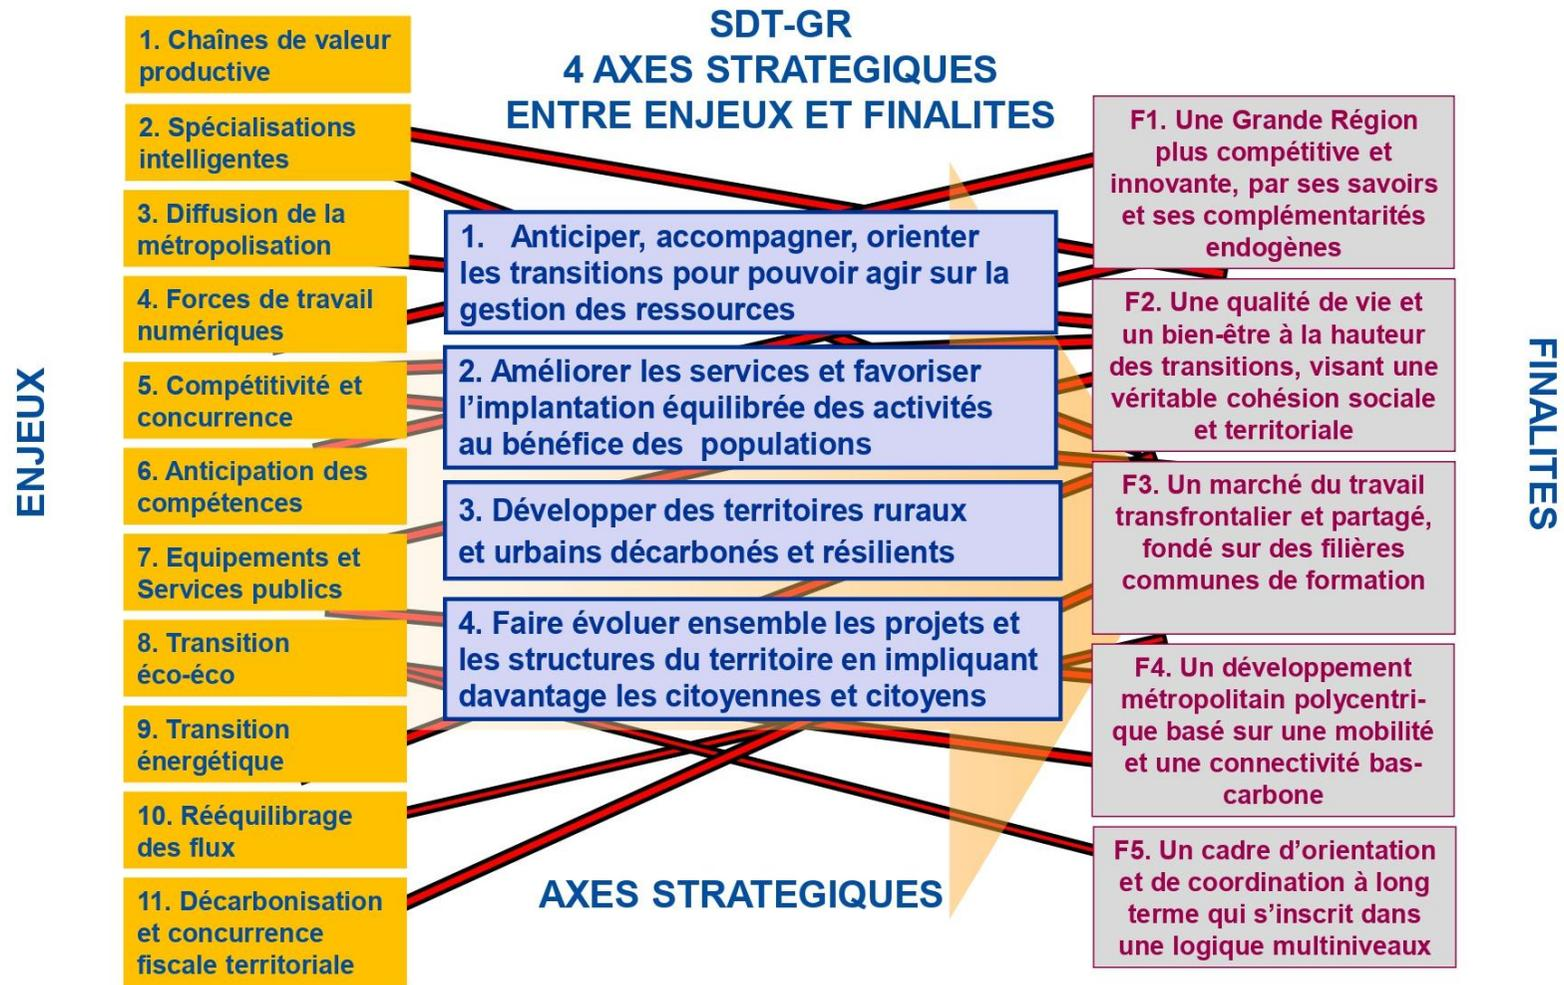 SDT-GR
4 AXES STRATEGIQUES
ENTRE ENJEUX ET FINALITES
ENJEUX
1. Chaînes de valeur
productive
2. Spécialisations
intelligentes
3. Diffusion de la
métropolisation
4. Forces de travail
numériques
5. Compétitivité et
concurrence
6. Anticipation des
compétences
7. Equipements et
Services publics
8. Transition
éco-éco
9. Transition
énergétique
10. Rééquilibrage
des flux
11. Décarbonisation
et concurrence
fiscale territoriale
1. Anticiper, accompagner, orienter
les transitions pour pouvoir agir sur la
gestion des ressources
2. Améliorer les services et favoriser
l’implantation équilibrée des activités
au bénéfice des populations
3. Développer des territoires ruraux
et urbains décarbonés et résilients
4. Faire évoluer ensemble les projets et
les structures du territoire en impliquant
davantage les citoyennes et citoyens
AXES STRATEGIQUES
F1. Une Grande Région
plus compétitive et
innovante, par ses savoirs
et ses complémentarités
endogènes
F2. Une qualité de vie et
un bien-être à la hauteur
des transitions, visant une
véritable cohésion sociale
et territoriale
F3. Un marché du travail
transfrontalier et partagé,
fondé sur des filières
communes de formation
F4. Un développement
métropolitain polycentri-
que basé sur une mobilité
et une connectivité bas-
carbone
F5. Un cadre d’orientation
et de coordination à long
terme qui s’inscrit dans
une logique multiniveaux
FINALITES